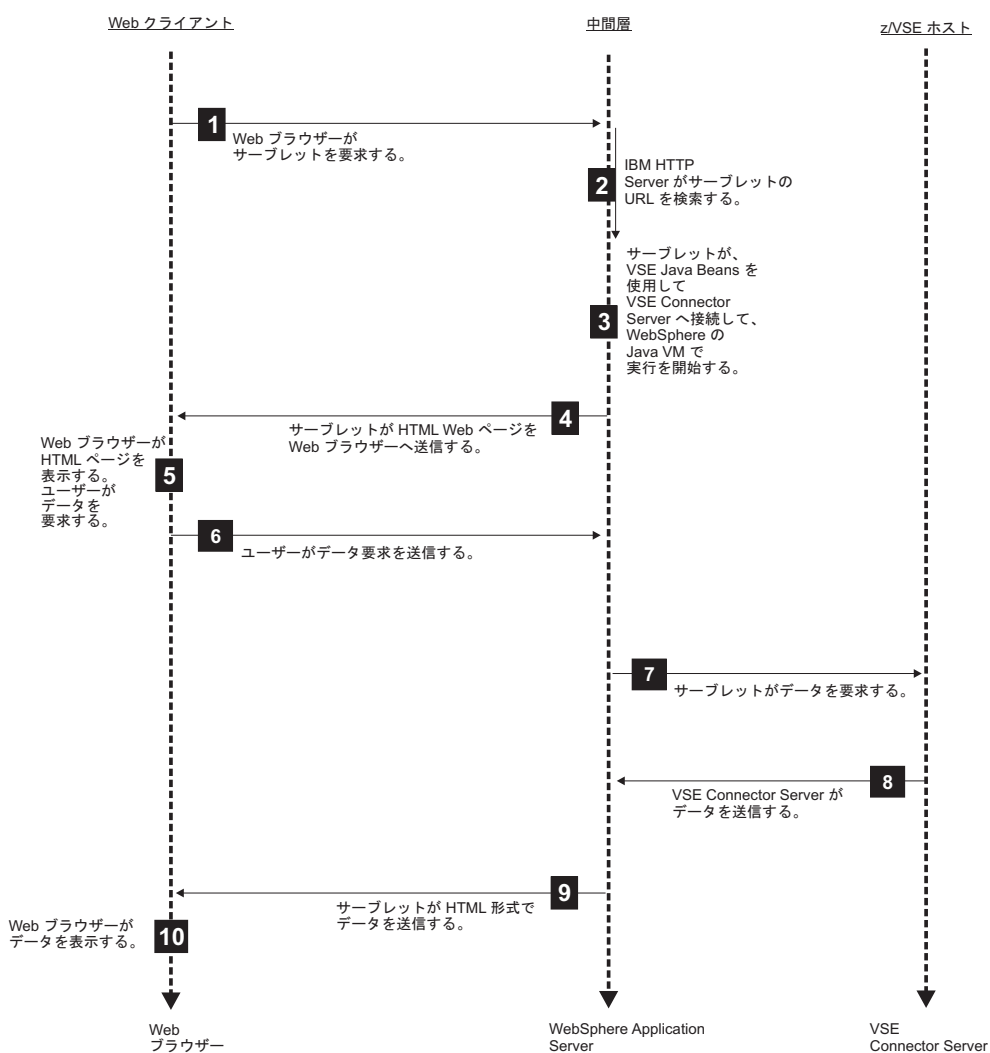 Web クライアント
中間層
z/VSE ホスト
1
Web ブラウザーが
サーブレットを要求する。
2
IBM HTTP
Server がサーブレットの
URL を検索する。
3
サーブレットが、
VSE Java Beans を
使用して
VSE Connector
Server へ接続して、
WebSphere の
Java VM で
実行を開始する。
4
サーブレットが HTML Web ページを
Web ブラウザーへ送信する。
Web ブラウザーが
HTML ページを
表示する。
ユーザーが
データを
要求する。
5
6
ユーザーがデータ要求を送信する。
7
サーブレットがデータを要求する。
8
VSE Connector Server が
データを送信する。
9
サーブレットが HTML 形式で
データを送信する。
Web ブラウザーが
データを表示する。
10
Web
ブラウザー
WebSphere Application
Server
VSE
Connector Server